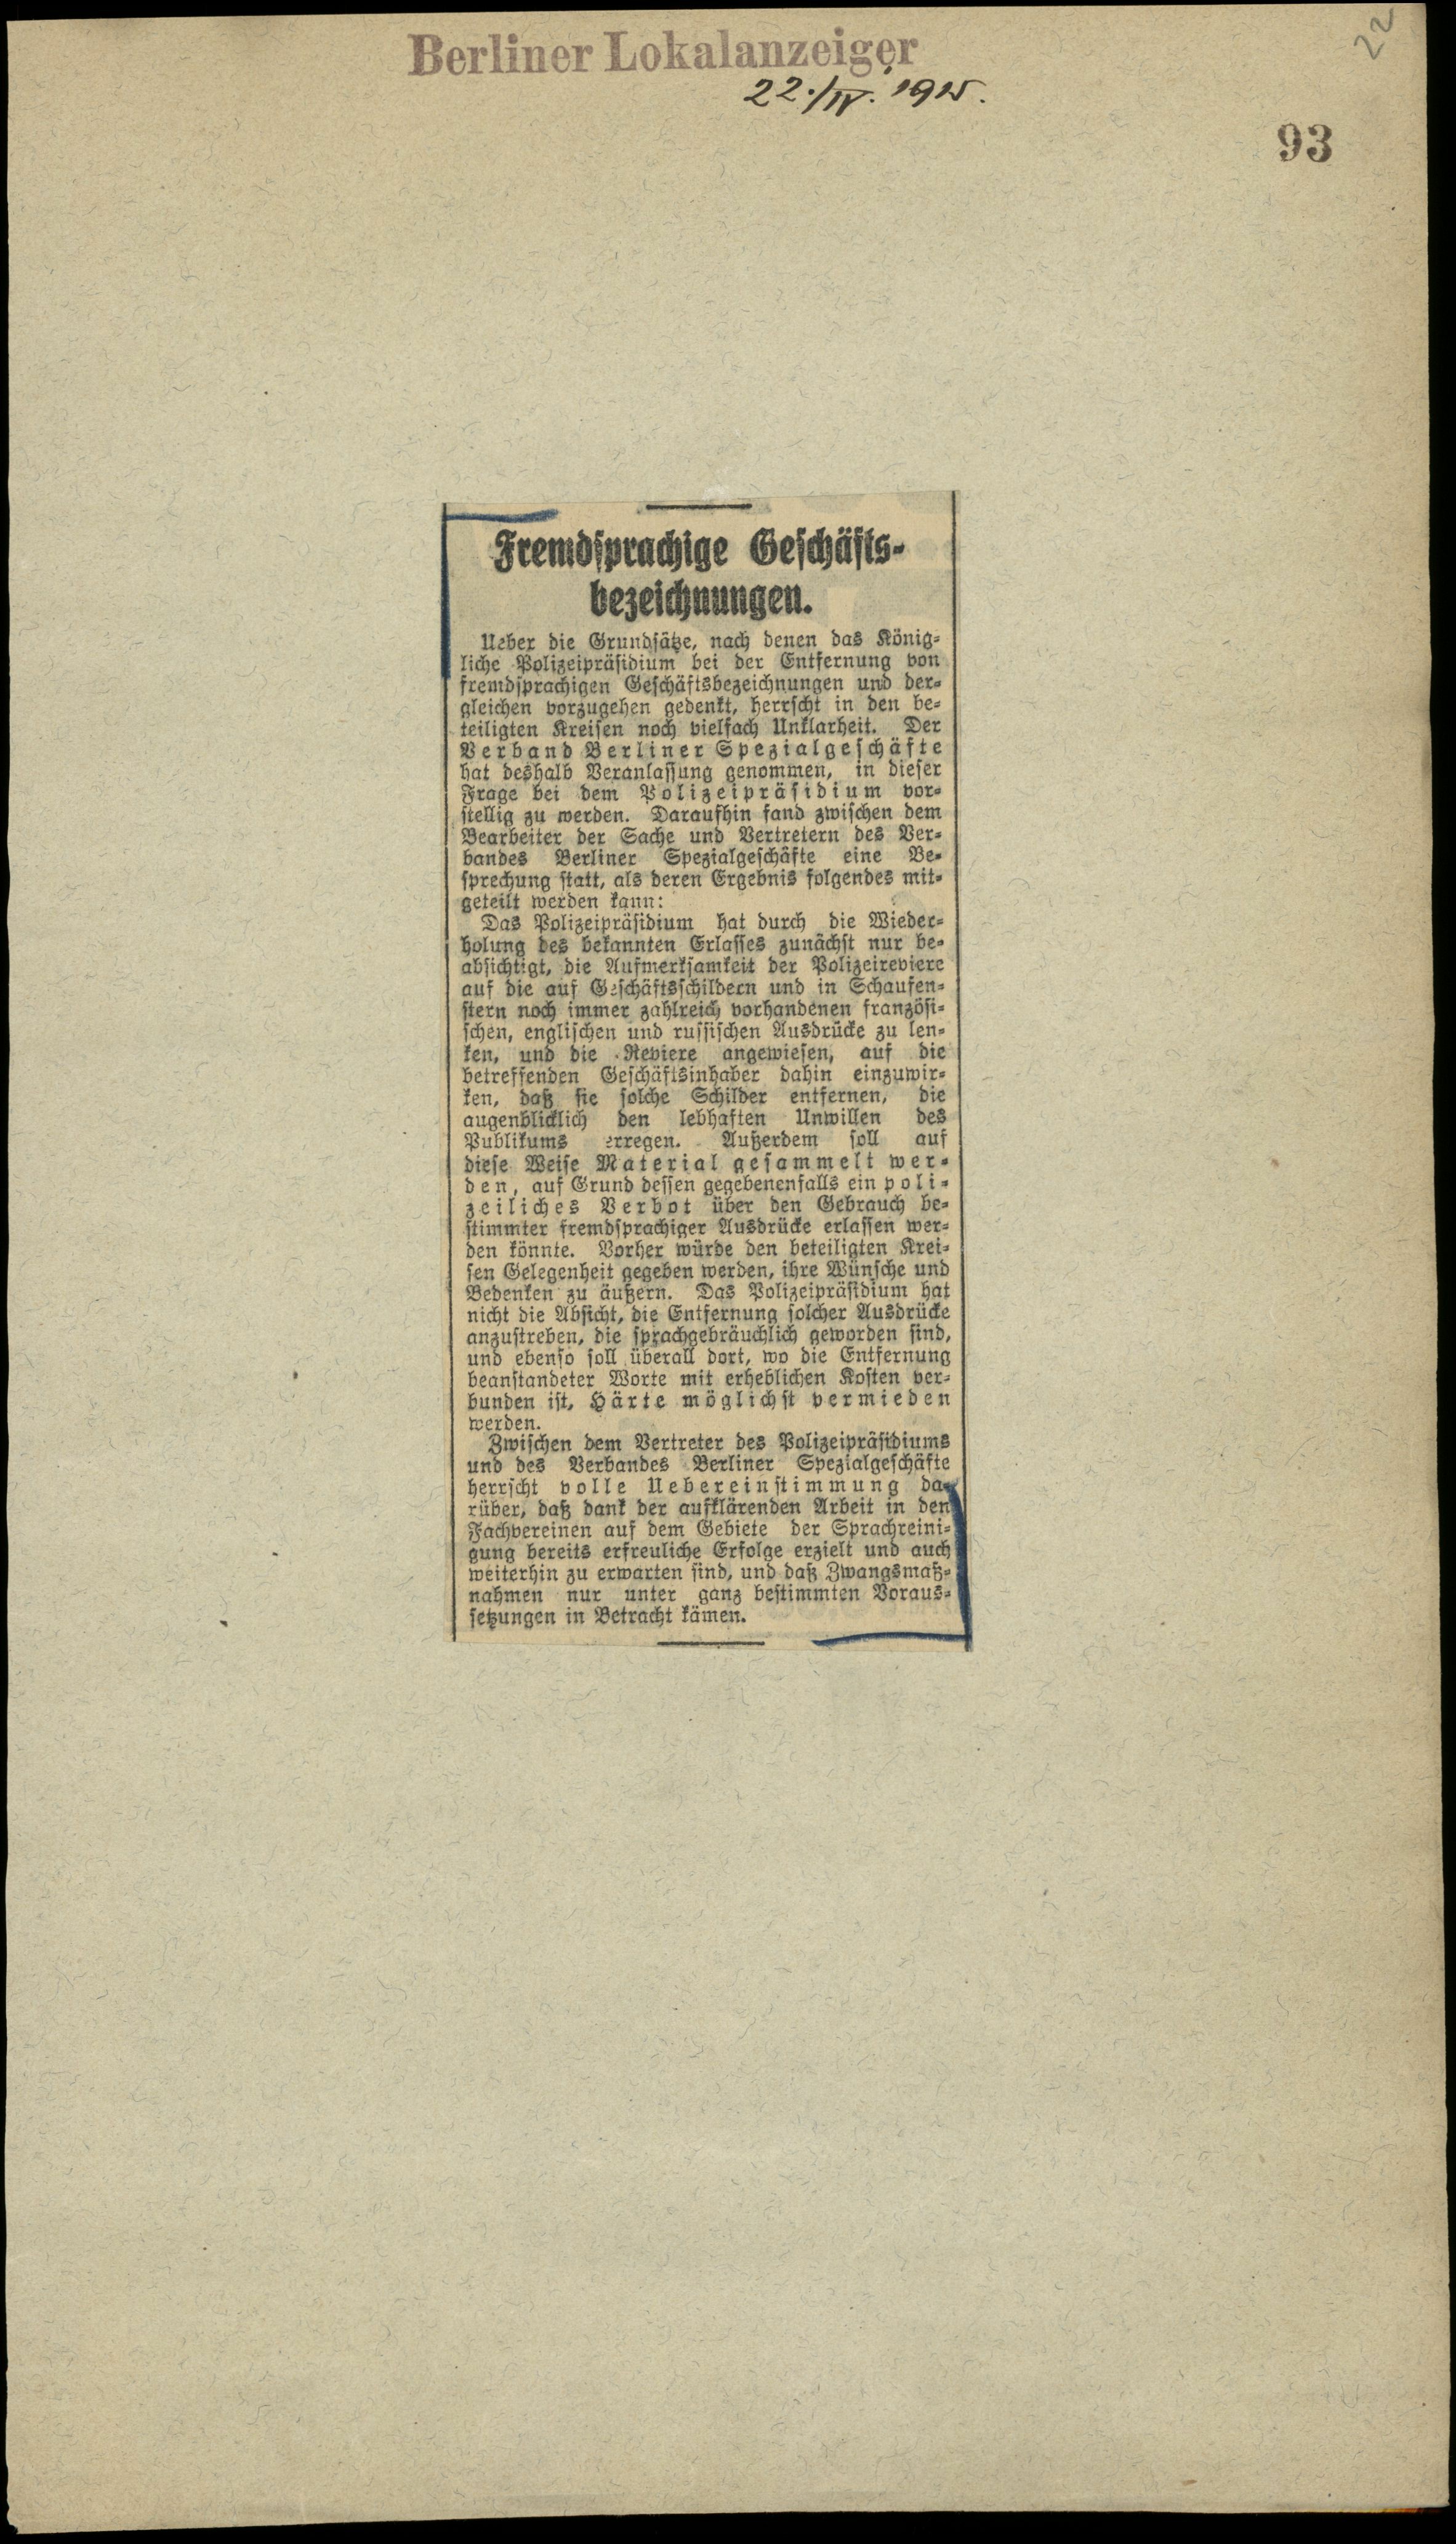 Berliner Lokalanzeiger
22
22./IV. 1915.
93
Fremdsprachige Geschäfts-
bezeichnungen.
Ueber die Grundsätze, nach denen das König-
liche Polizeipräsidium bei der Entfernung von
fremdsprachigen Geschäftsbezeichnungen und der-
gleichen vorzugehen gedenkt, herrscht in den be-
teiligten Kreisen noch vielfach Unklarheit. Der
Verband Berliner Spezialgeschäfte
hat deshalb Veranlassung genommen, in dieser
Frage bei dem Polizeipräsidium vor-
stellig zu werden. Daraufhin fand zwischen dem
Bearbeiter der Sache und Vertretern des Ver-
bandes Berliner Spezialgeschäfte eine Be-
sprechung statt, als deren Ergebnis folgendes mit-
geteilt werden kann:
Das Polizeipräsidium hat durch die Wieder-
holung des bekannten Erlasses zunächst nur be-
absichtigt, die Aufmerksamkeit der Polizeireviere
auf die auf Geschäftsschildern und in Schaufen-
stern noch immer zahlreich vorhandenen französi-
schen, englischen und russischen Ausdrücke zu len-
ken, und die Reviere angewiesen, auf die
betreffenden Geschäftsinhaber dahin einzuwir-
ken, daß sie solche Schilder entfernen, die
augenblicklich den lebhaften Unwillen des
Publikums erregen. Außerdem soll auf
diese Weise Material gesammelt wer-
den, auf Grund dessen gegebenenfalls ein poli-
zeiliches Verbot über den Gebrauch be-
stimmter fremdsprachiger Ausdrücke erlassen wer-
den könnte. Vorher würde den beteiligten Krei-
sen Gelegenheit gegeben werden, ihre Wünsche und
Bedenken zu äußern. Das Polizeipräsidium hat
nicht die Absicht, die Entfernung solcher Ausdrücke
anzustreben, die sprachgebräuchlich geworden sind,
und ebenso soll überall dort, wo die Entfernung
beanstandeter Worte mit erheblichen Kosten ver-
bunden ist, Härte möglichst vermieden
werden.
Zwischen dem Vertreter des Polizeipräsidiums
und des Verbandes Berliner Spezialgeschäfte
herrscht volle Uebereinstimmung da-
rüber, daß dank der aufklärenden Arbeit in den
Fachvereinen auf dem Gebiete der Sprachreini-
gung bereits erfreuliche Erfolge erzielt und auch
weiterhin zu erwarten sind, und daß Zwangsmaß-
nahmen nur unter ganz bestimmten Voraus-
setzungen in Betracht kämen.